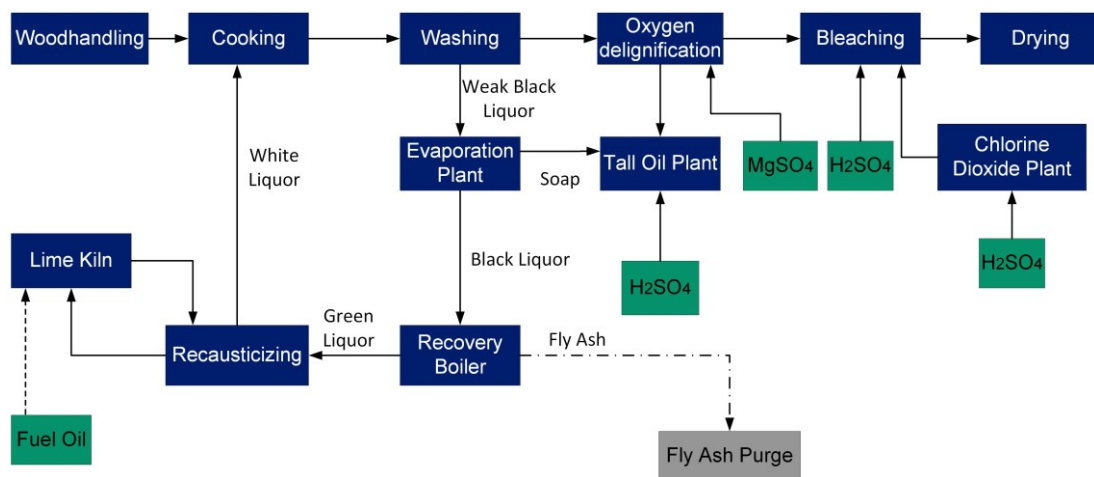 Woodhandling
Cooking
Washing
Oxygen
delignification
Bleaching
Drying
Weak Black
Liquor
White
Liquor
Evaporation
Plant
Soap
Tall Oil Plant
MgSO4
H2SO4
Chlorine
Dioxide Plant
Lime Kiln
Black Liquor
H2SO4
H2SO4
Green
Liquor
Recausticizing
Recovery
Boiler
Fly Ash
Fuel Oil
Fly Ash Purge